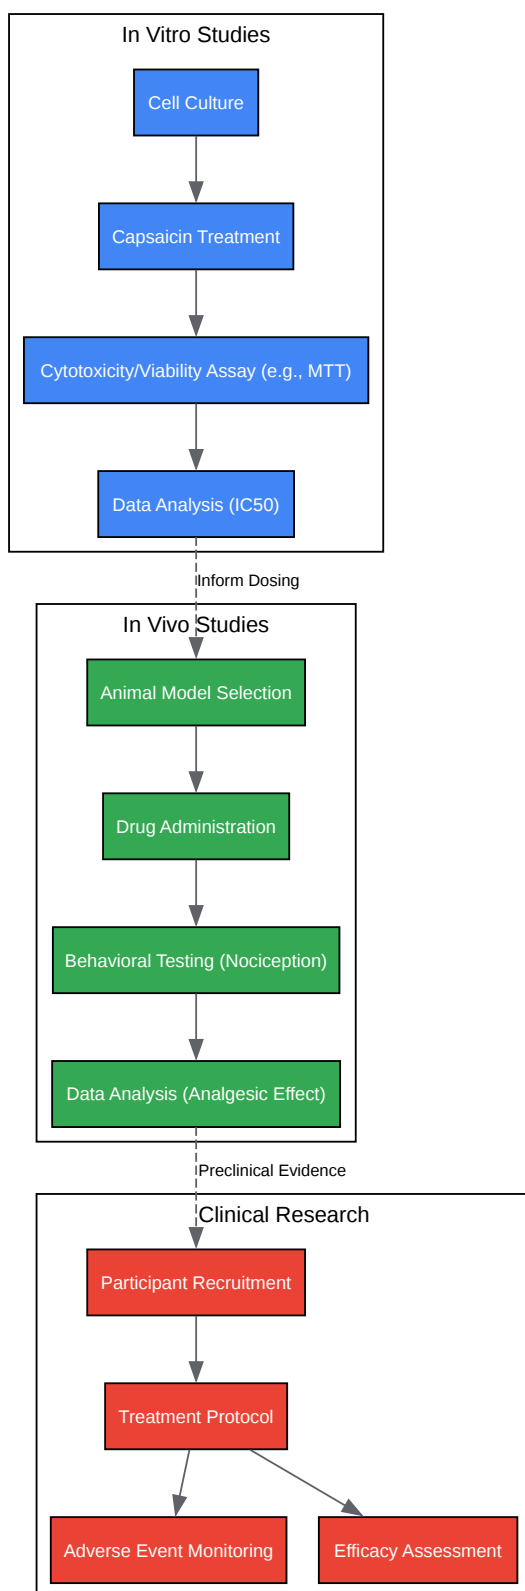 In Vitro Studies
Cell Culture
Capsaicin Treatment
Cytotoxicity/Viability Assay (e.g., MTT)
Data Analysis (IC50)
Inform Dosing
In Vivo Studies
Animal Model Selection
Drug Administration
Behavioral Testing (Nociception)
Data Analysis (Analgesic Effect)
Preclinical Evidence
Clinical Research
Participant Recruitment
Treatment Protocol
Adverse Event Monitoring
Efficacy Assessment